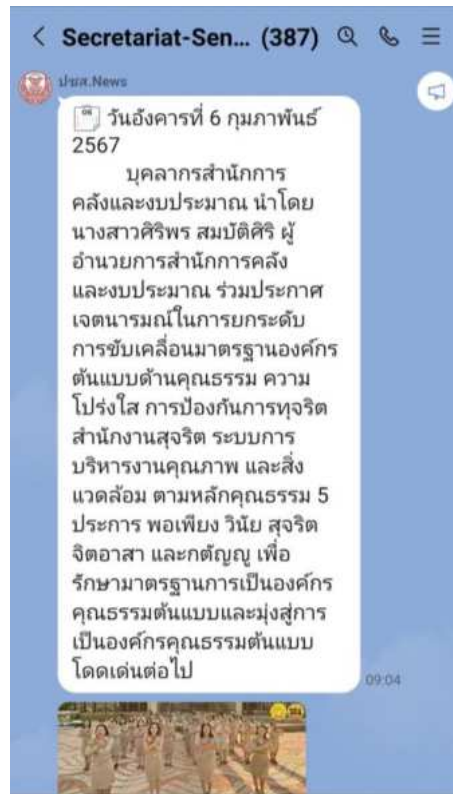 Secretariat-Sen... (387)
ปชส.News
วันอังคารที่ 6 กุมภาพันธ์
2567
บุคลากรสำนักการ
คลังและงบประมาณ นำโดย
นางสาวศิริพร สมบัติศิริ ผู้
อำนวยการสำนักการคลัง
และงบประมาณ ร่วมประกาศ
เจตนารมณ์ในการยกระดับ
การขับเคลื่อนมาตรฐานองค์กร
ต้นแบบด้านคุณธรรม ความ
โปร่งใส การป้องกันการทุจริต
สำนักงานสุจริต ระบบการ
บริหารงานคุณภาพ และสิ่ง
แวดล้อม ตามหลักคุณธรรม 5
ประการ พอเพียง วินัย สุจริต
จิตอาสา และกตัญญู เพื่อ
รักษามาตรฐานการเป็นองค์กร
คุณธรรมต้นแบบและมุ่งสู่การ
เป็นองค์กรคุณธรรมต้นแบบ
โดดเด่นต่อไป
09:04